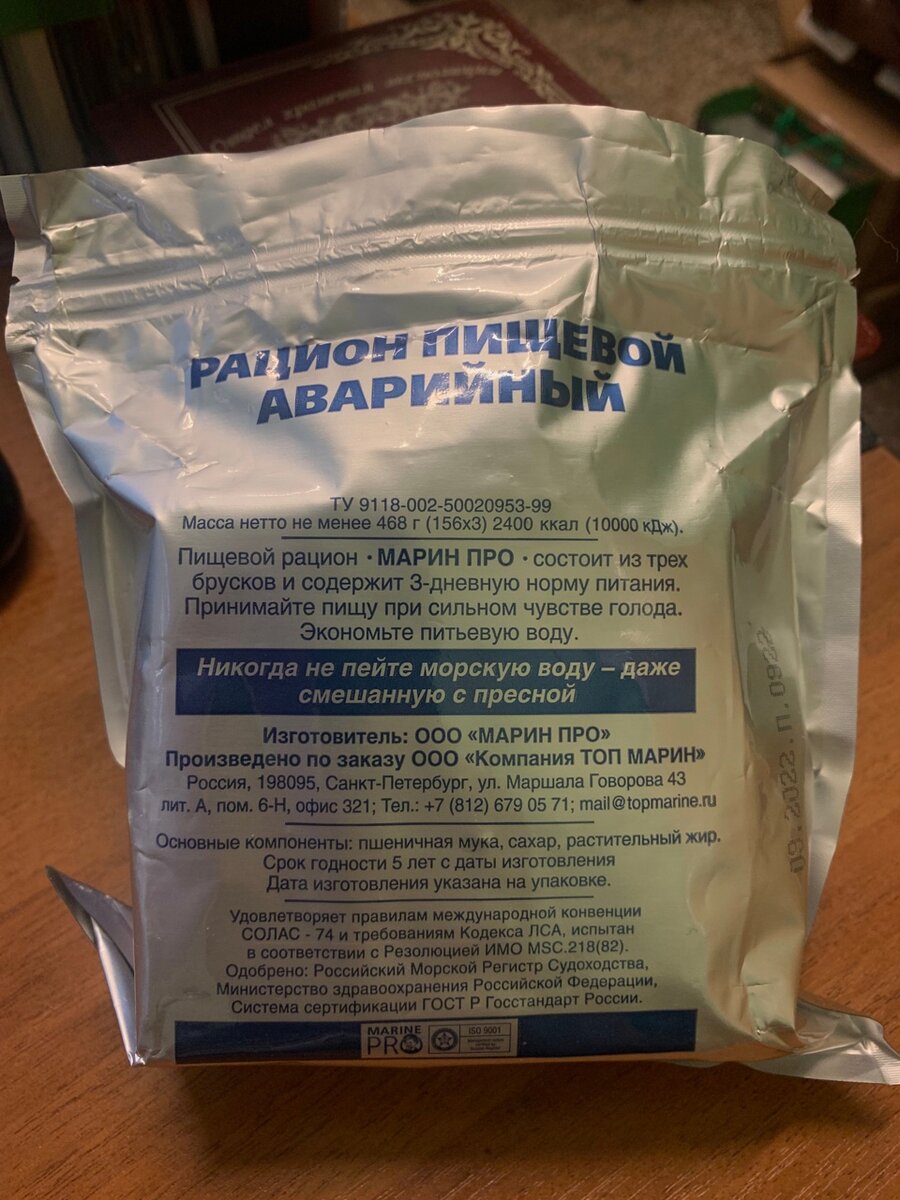 РАЦИОН ПИЩЕВОЙ
АВАРИЙНЫЙ
ТУ 9118-002-50020953-99
Масса нетто не менее 468 г (156х3) 2400 ккал (10000 кДж).
Пищевой рацион · МАРИН ПРО · состоит из трех
брусков и содержит 3-дневную норму питания.
Принимайте пищу при сильном чувстве голода.
Экономьте питьевую воду.
Никогда не пейте морскую воду – даже
смешанную с пресной
Изготовитель: ООО «МАРИН ПРО»
Произведено по заказу ООО «Компания ТОП МАРИН»
Россия, 198095, Санкт-Петербург, ул. Маршала Говорова 43
лит. А, пом. 6-Н, офис 321; Тел.: +7 (812) 679 05 71; mail@topmarine.ru
Основные компоненты: пшеничная мука, сахар, растительный жир.
Срок годности 5 лет с даты изготовления
Дата изготовления указана на упаковке.
Удовлетворяет правилам международной конвенции
СОЛАС - 74 и требованиям Кодекса ЛСА, испытан
в соответствии с Резолюцией ИМО MSC.218(82).
Одобрено: Российский Морской Регистр Судоходства,
Министерство здравоохранения Российской Федерации,
Система сертификации ГОСТ Р Госстандарт России.
MARINE
PRO
ISO 9001
09.2022.П.0922